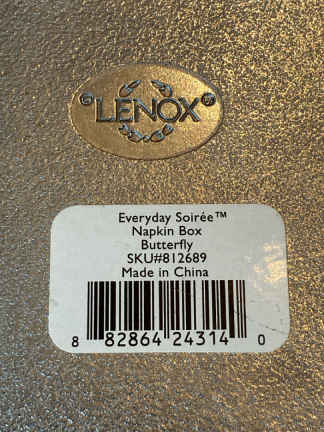 LENOX
Everyday Soirée™
Napkin Box
Butterfly
SKU#812689
Made in China
8 82864 24314 0